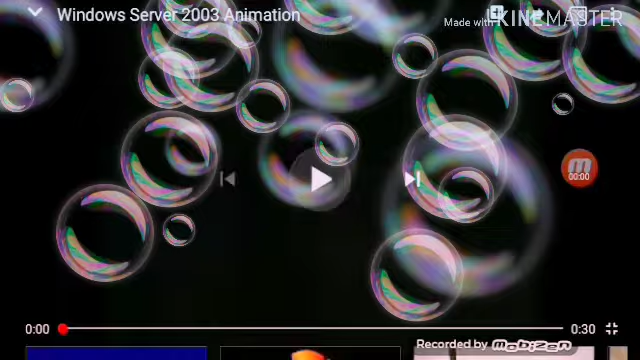 Windows Server 2003 Animation
Made with KINEMASTER
00:00
0:00
0:30
Recorded by Mobizen